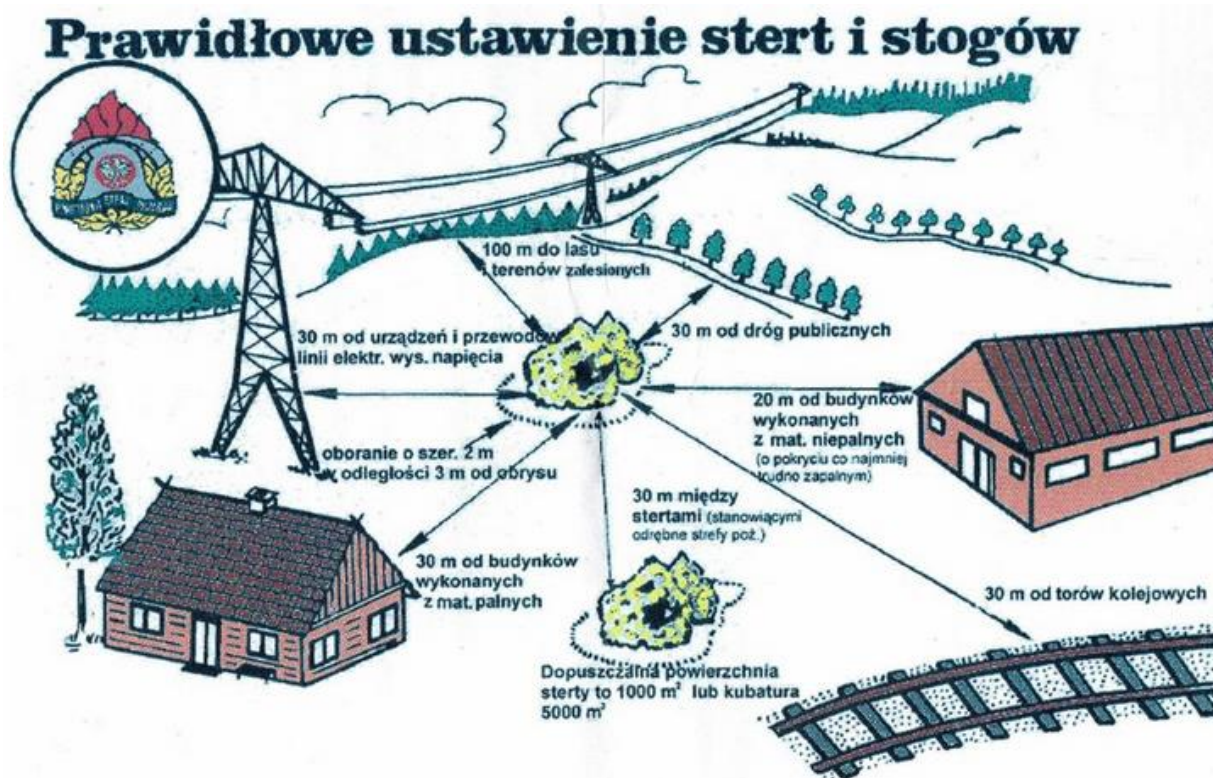 Prawidłowe ustawienie stert i stogów
100 m do lasu
i terenów zalesionych
30 m od urządzeń i przewodów
linii elektr. wys. napięcia
30 m od dróg publicznych
20 m od budynków
wykonanych
z mat. niepalnych
(o pokryciu co najmniej
trudno zapalnym)
oboranie o szer. 2 m
w odległości 3 m od obrysu
30 m między
stertami (stanowiącymi
odrębne strefy poż.)
30 m od budynków
wykonanych
z mat. palnych
30 m od torów kolejowych
Dopuszczalna powierzchnia
sterty to 1000 m² lub kubatura
5000 m²